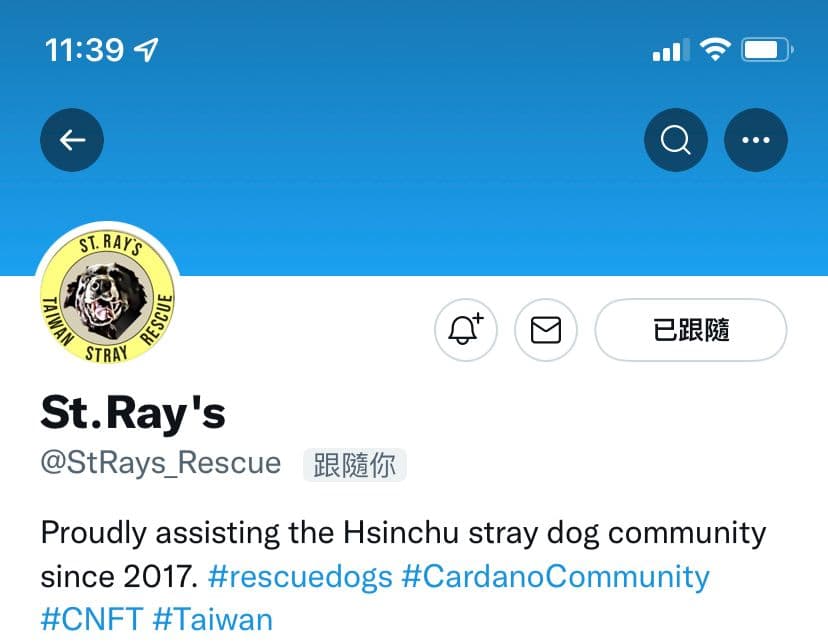 11:39
ST. RAY'S
TAIWAN STRAY RESCUE
已跟隨
St.Ray's
@StRays_Rescue 跟隨你
Proudly assisting the Hsinchu stray dog community
since 2017. #rescuedogs #CardanoCommunity
#CNFT #Taiwan